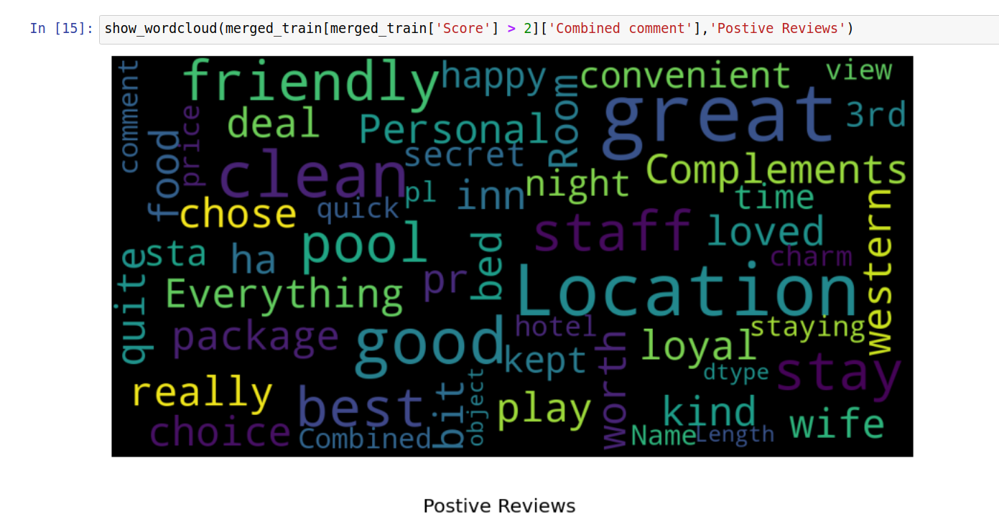 In [15]: show_wordcloud(merged_train[merged_train['Score'] > 2]['Combined comment'],'Postive Reviews')
comment
friendly
happy
convenient
view
price
deal
Personal
Room
great
3rd
food
clean
secret
night
Complements
chose
quick
pl
inn
time
western
quite
sta
ha
pool
bed
staff
loved
charm
Everything
pr
Location
package
good
hotel
staying
kept
worth
loyal
dtype
stay
really
best
bit
object
play
kind
wife
choice
Combined
Name
Length
Postive Reviews